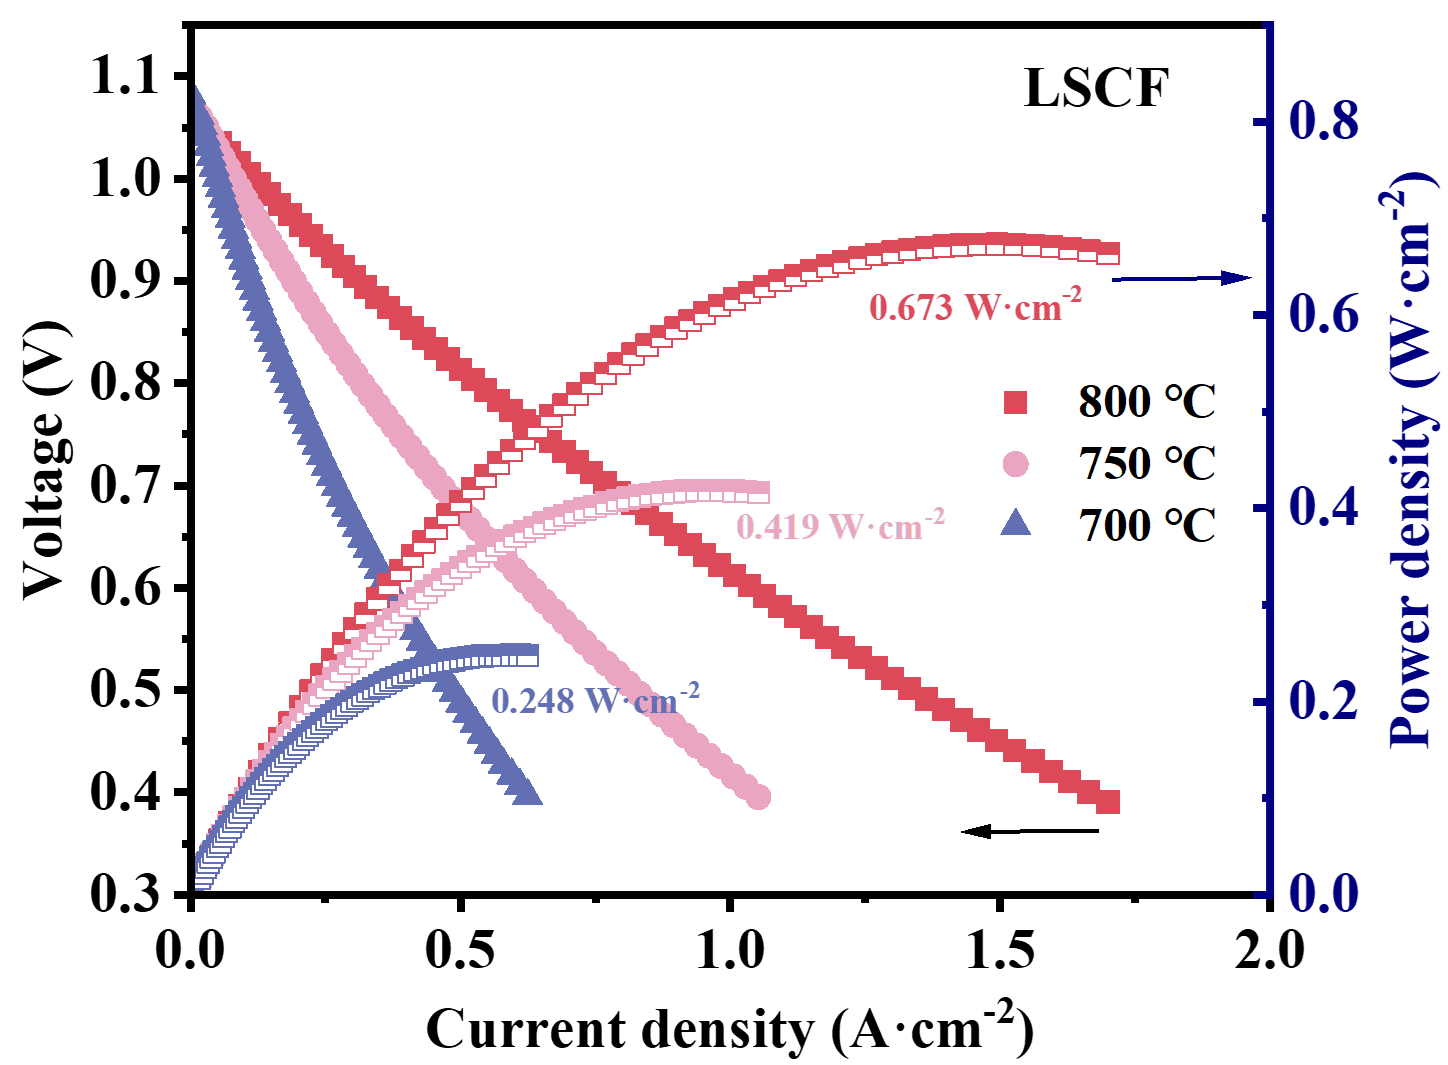 LSCF
1.1
1.0
0.9
0.8
0.7
0.6
0.5
0.4
0.3
Voltage (V)
0.8
0.6
0.4
0.2
0.0
Power density (W·cm⁻²)
0.673 W·cm⁻²
800 °C
750 °C
700 °C
0.419 W·cm⁻²
0.248 W·cm⁻²
0.0 0.5 1.0 1.5 2.0
Current density (A·cm⁻²)